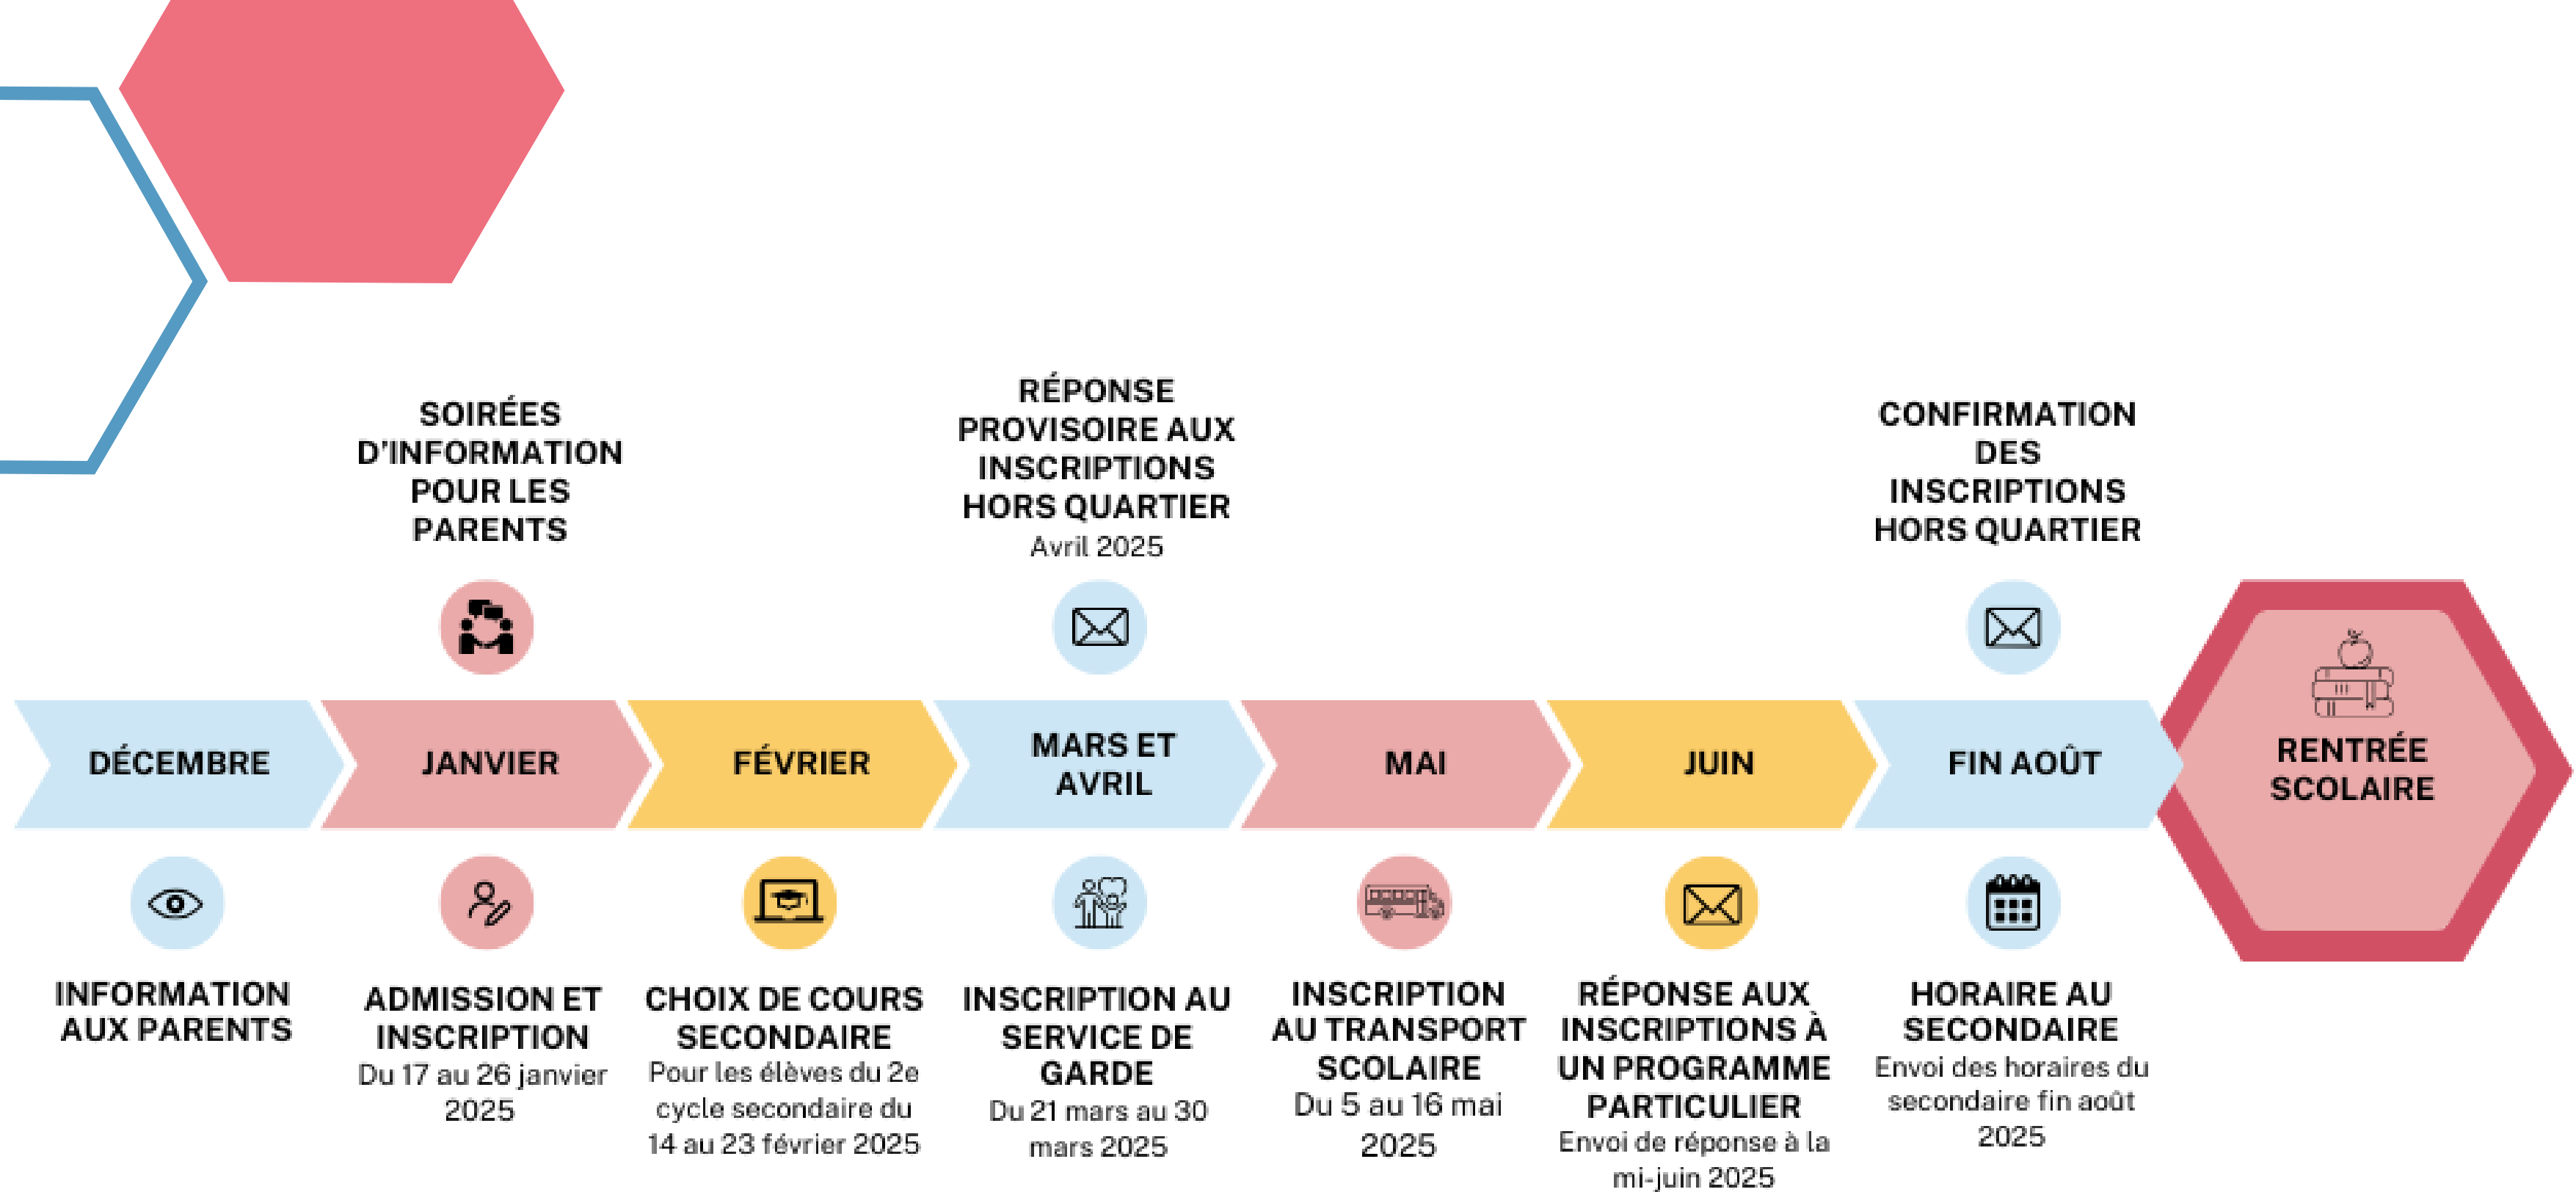 SOIRÉES
D'INFORMATION
POUR LES
PARENTS
RÉPONSE
PROVISOIRE AUX
INSCRIPTIONS
HORS QUARTIER
Avril 2025
CONFIRMATION
DES
INSCRIPTIONS
HORS QUARTIER
DÉCEMBRE
JANVIER
FÉVRIER
MARS ET
AVRIL
MAI
JUIN
FIN AOÛT
RENTRÉE
SCOLAIRE
INFORMATION
AUX PARENTS
ADMISSION ET
INSCRIPTION
Du 17 au 26 janvier
2025
CHOIX DE COURS
SECONDAIRE
Pour les élèves du 2e
cycle secondaire du
14 au 23 février 2025
INSCRIPTION AU
SERVICE DE
GARDE
Du 21 mars au 30
mars 2025
INSCRIPTION
AU TRANSPORT
SCOLAIRE
Du 5 au 16 mai
2025
RÉPONSE AUX
INSCRIPTIONS À
UN PROGRAMME
PARTICULIER
Envoi de réponse à la
mi-juin 2025
HORAIRE AU
SECONDAIRE
Envoi des horaires du
secondaire fin août
2025